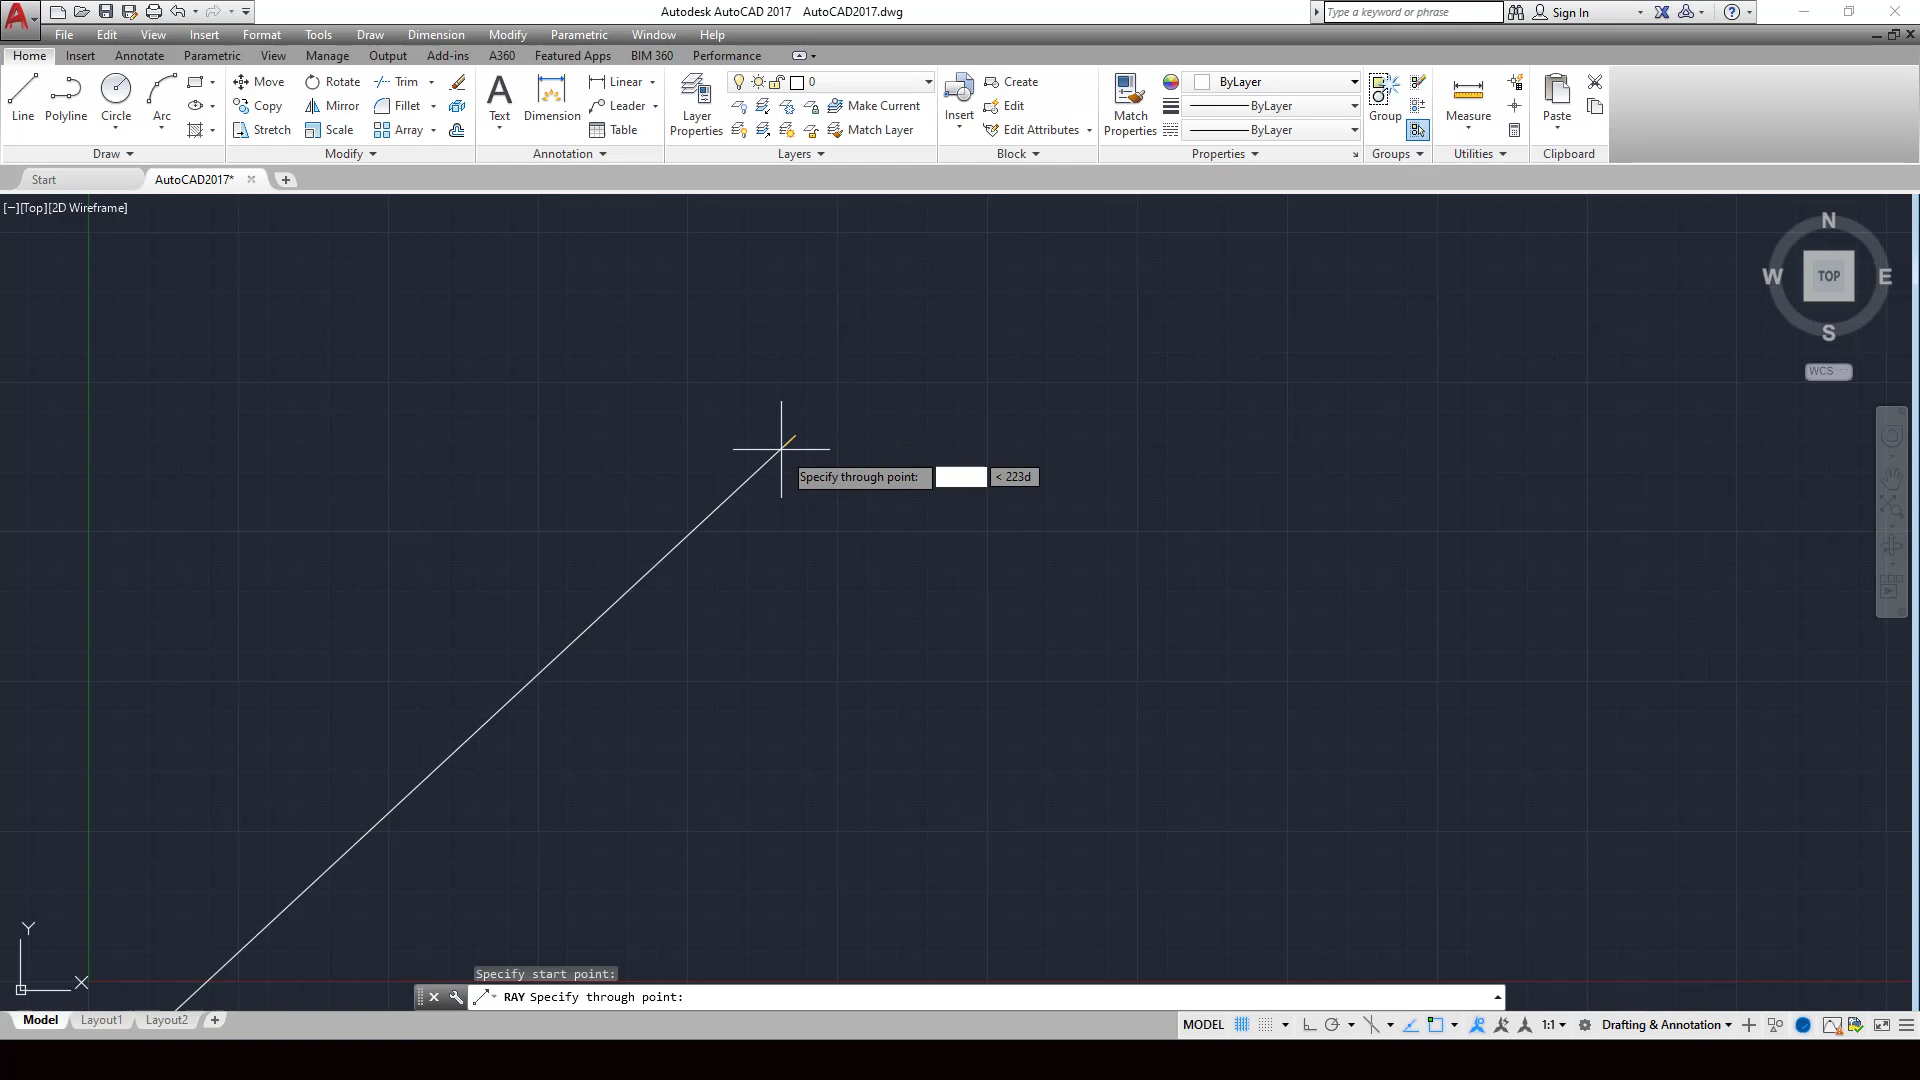 Autodesk AutoCAD 2017 AutoCAD2017.dwg
Type a keyword or phrase
Sign In
File Edit View Insert Format Tools Draw Dimension Modify Parametric Window Help
Home Insert Annotate Parametric View Manage Output Add-ins A360 Featured Apps BIM 360 Performance
Line Polyline Circle Arc
Move Rotate Trim
Copy Mirror Fillet
Stretch Scale Array
Text Dimension
Linear
Leader
Table
Layer Properties
0
Make Current
Match Layer
Insert
Create
Edit
Edit Attributes
Match Properties
ByLayer
ByLayer
ByLayer
Group
Measure
Paste
Draw Modify Annotation Layers Block Properties Groups Utilities Clipboard
Start AutoCAD2017*
[−][Top][2D Wireframe]
N
W TOP E
S
WCS
Specify through point: < 223d
Y
X
Specify start point:
RAY Specify through point:
Model Layout1 Layout2
MODEL 1:1 Drafting & Annotation